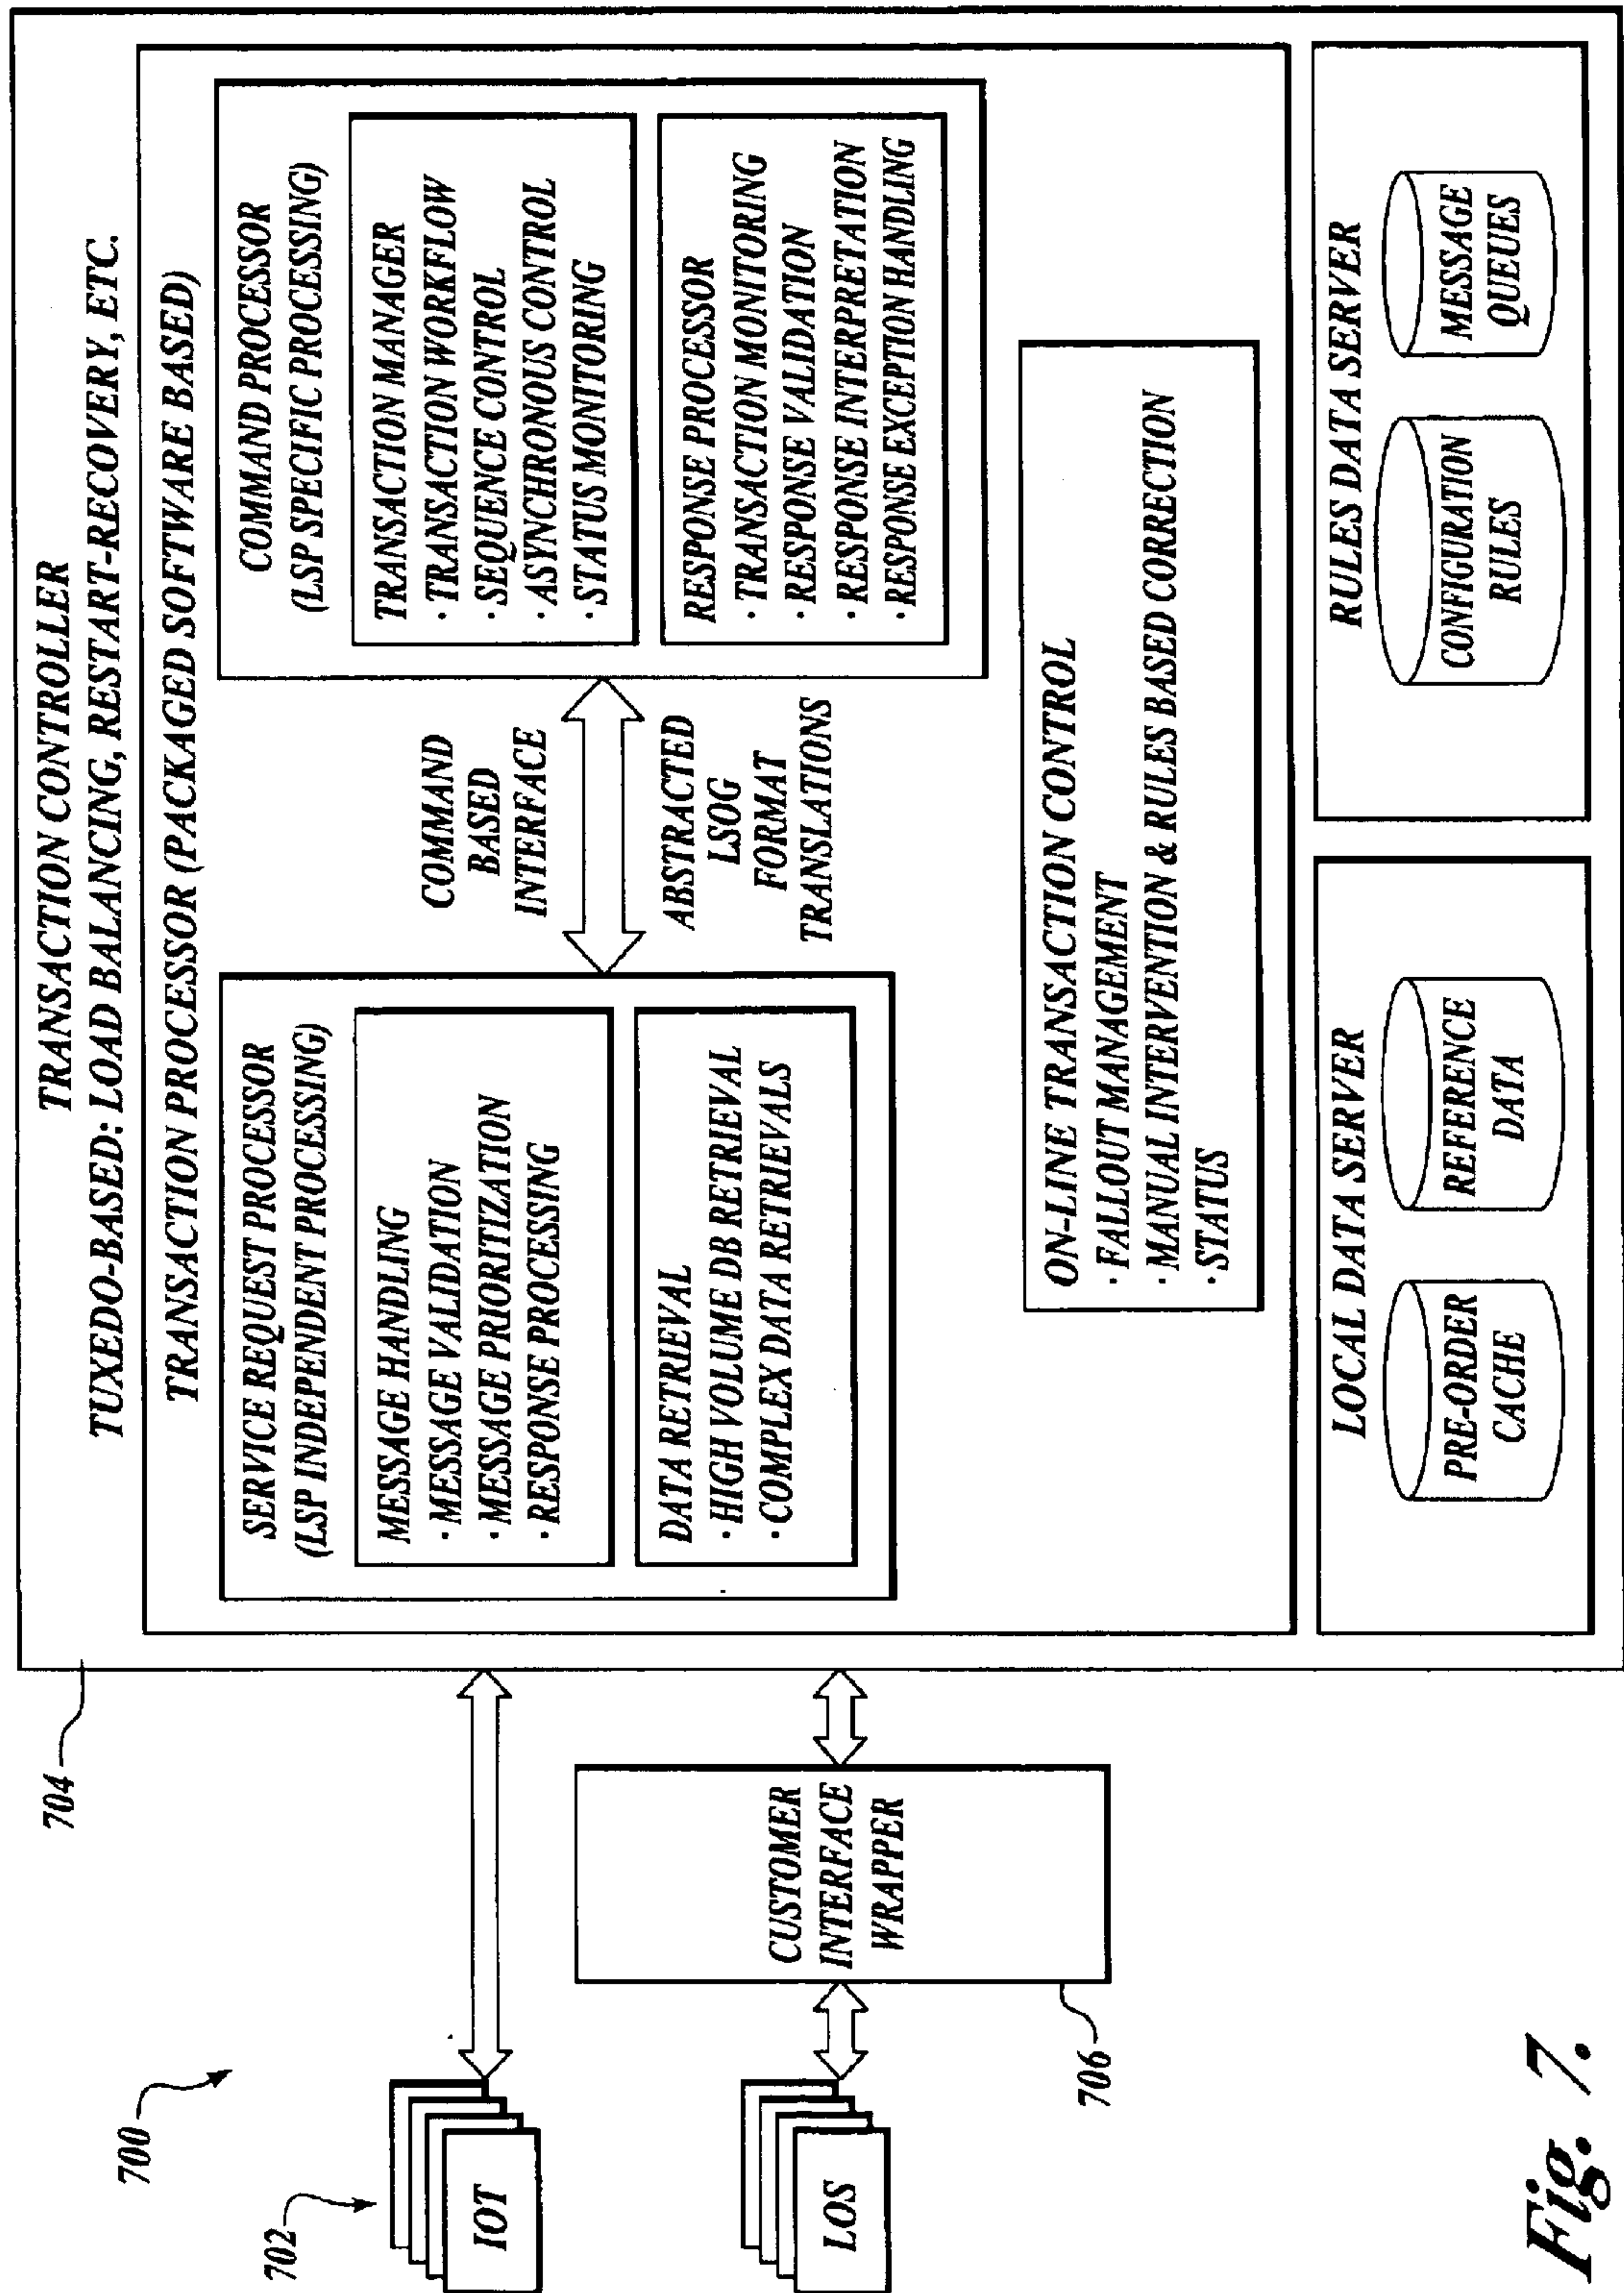 700
702
IOT
LOS
CUSTOMER
INTERFACE
WRAPPER
706
704
TRANSACTION CONTROLLER
TUXEDO-BASED: LOAD BALANCING, RESTART-RECOVERY, ETC.
TRANSACTION PROCESSOR (PACKAGED SOFTWARE BASED)
SERVICE REQUEST PROCESSOR
(LSP INDEPENDENT PROCESSING)
MESSAGE HANDLING
· MESSAGE VALIDATION
· MESSAGE PRIORITIZATION
· RESPONSE PROCESSING
DATA RETRIEVAL
· HIGH VOLUME DB RETRIEVAL
· COMPLEX DATA RETRIEVALS
COMMAND
BASED
INTERFACE
ABSTRACTED
LSOG
FORMAT
TRANSLATIONS
COMMAND PROCESSOR
(LSP SPECIFIC PROCESSING)
TRANSACTION MANAGER
· TRANSACTION WORKFLOW
· SEQUENCE CONTROL
· ASYNCHRONOUS CONTROL
· STATUS MONITORING
RESPONSE PROCESSOR
· TRANSACTION MONITORING
· RESPONSE VALIDATION
· RESPONSE INTERPRETATION
· RESPONSE EXCEPTION HANDLING
ON-LINE TRANSACTION CONTROL
· FALLOUT MANAGEMENT
· MANUAL INTERVENTION & RULES BASED CORRECTION
· STATUS
LOCAL DATA SERVER
PRE-ORDER
CACHE
REFERENCE
DATA
RULES DATA SERVER
CONFIGURATION
RULES
MESSAGE
QUEUES
Fig. 7.